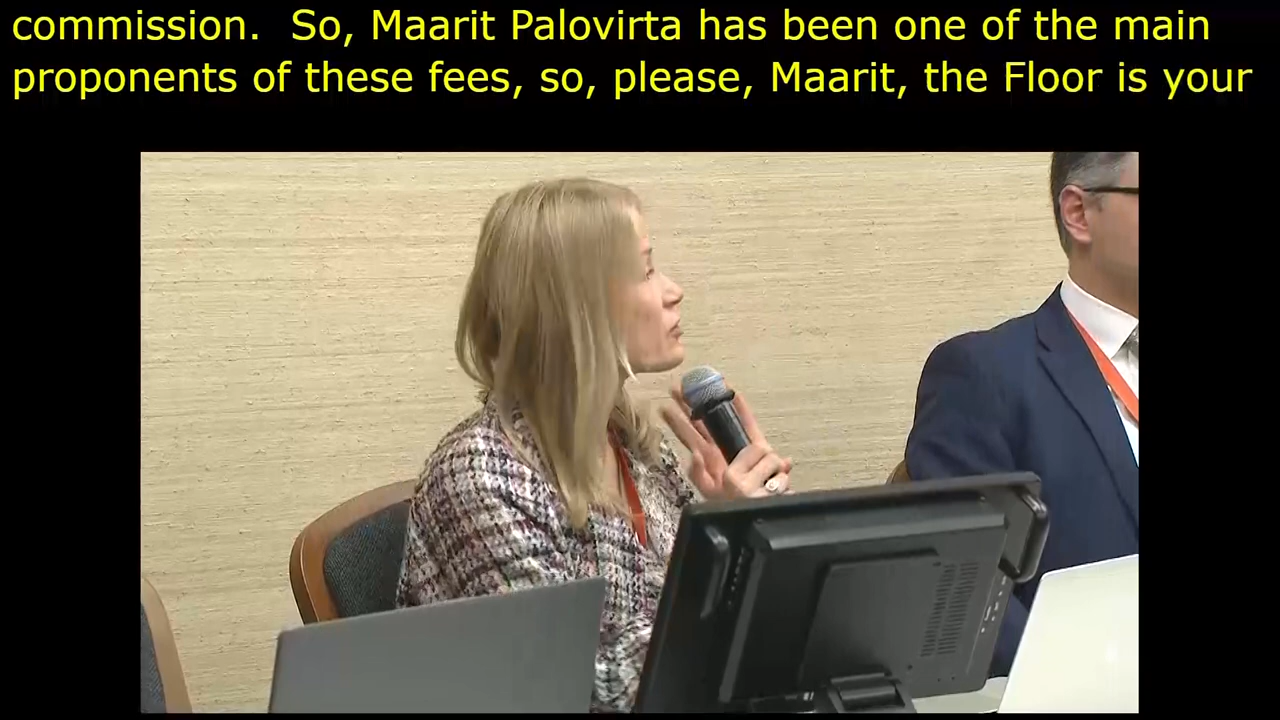 commission.  So, Maarit Palovirta has been one of the main
proponents of these fees, so, please, Maarit, the Floor is your